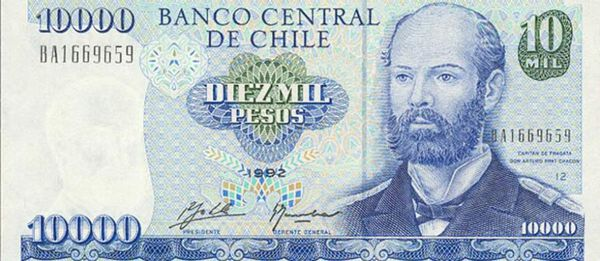 10000 BANCO CENTRAL
DE CHILE
BA1669659
10
MIL
DIEZ MIL
PESOS
BA1669659
CAPITAN DE FRAGATA
DON ARTURO PRAT CHACON
1992
12
PRESIDENTE
GERENTE GENERAL
10000
10000